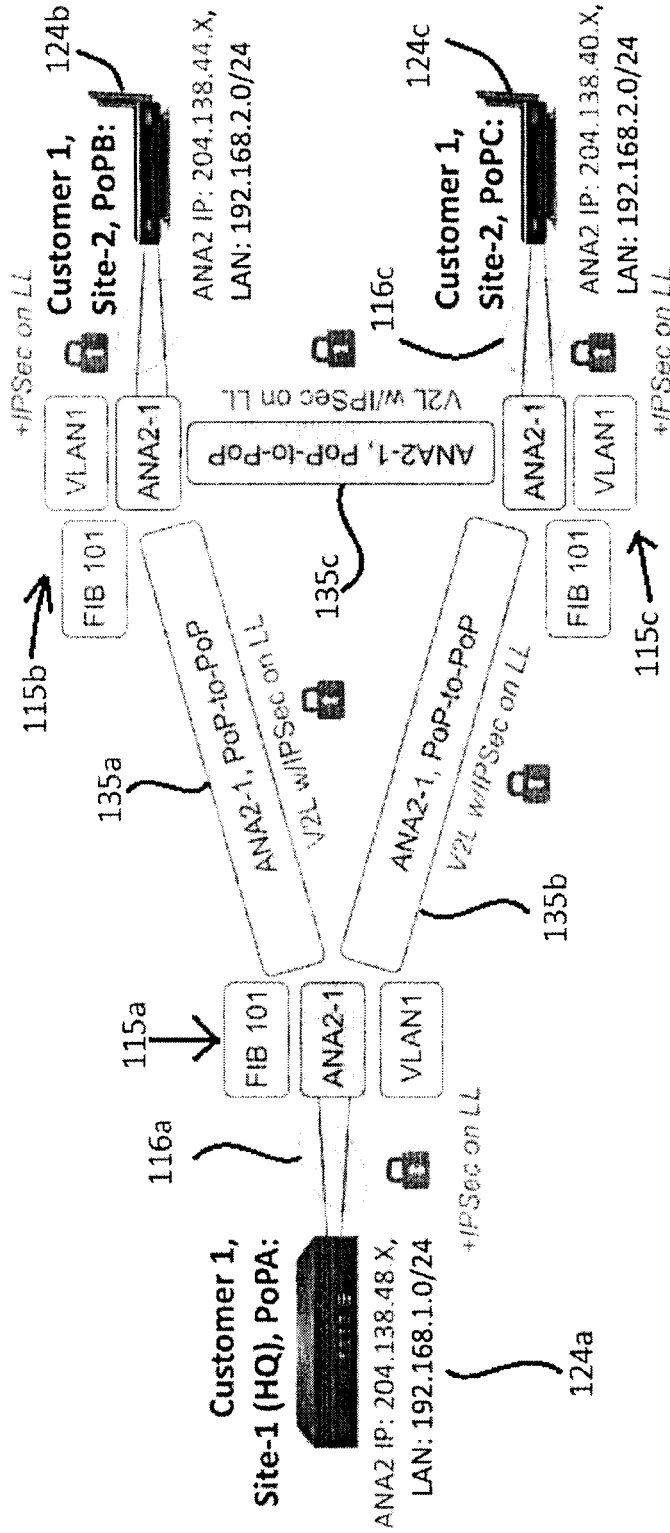 Customer 1,
Site-1 (HQ), PoPA:
ANA2 IP: 204.138.48.X,
LAN: 192.168.1.0/24
124a
116a
+IPSec on LL
115a
FIB 101
ANA2-1
VLAN1
135a
ANA2-1, PoP-to-PoP
V2L w/IPSec on LL
ANA2-1, PoP-to-PoP
V2L w/IPSec on LL
135b
115b
FIB 101
VLAN1
ANA2-1
+IPSec on LL
Customer 1,
Site-2, PoPB:
124b
ANA2 IP: 204.138.44.X,
LAN: 192.168.2.0/24
ANA2-1, PoP-to-PoP
V2L w/IPSec on LL
135c
116c
FIB 101
ANA2-1
VLAN1
115c
+IPSec on LL
Customer 1,
Site-2, PoPC:
124c
ANA2 IP: 204.138.40.X,
LAN: 192.168.2.0/24